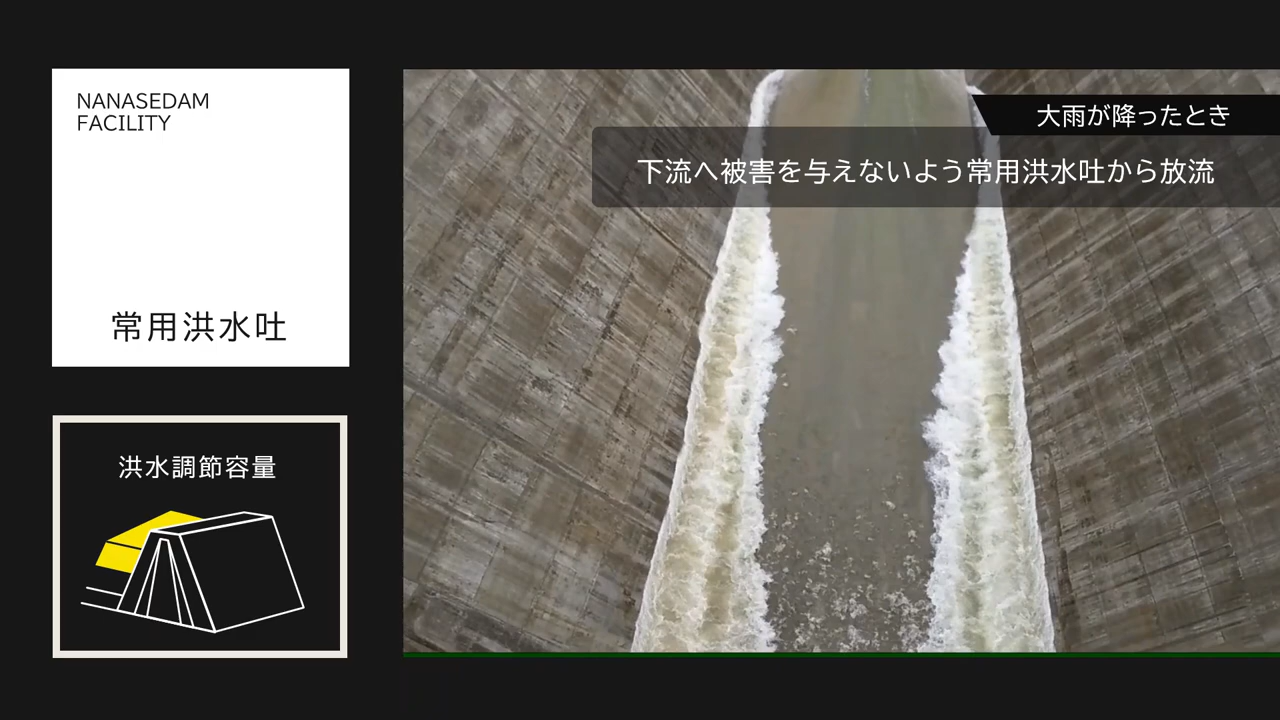 NANASEDAM
FACILITY
常用洪水吐
洪水調節容量
大雨が降ったとき
下流へ被害を与えないよう常用洪水吐から放流